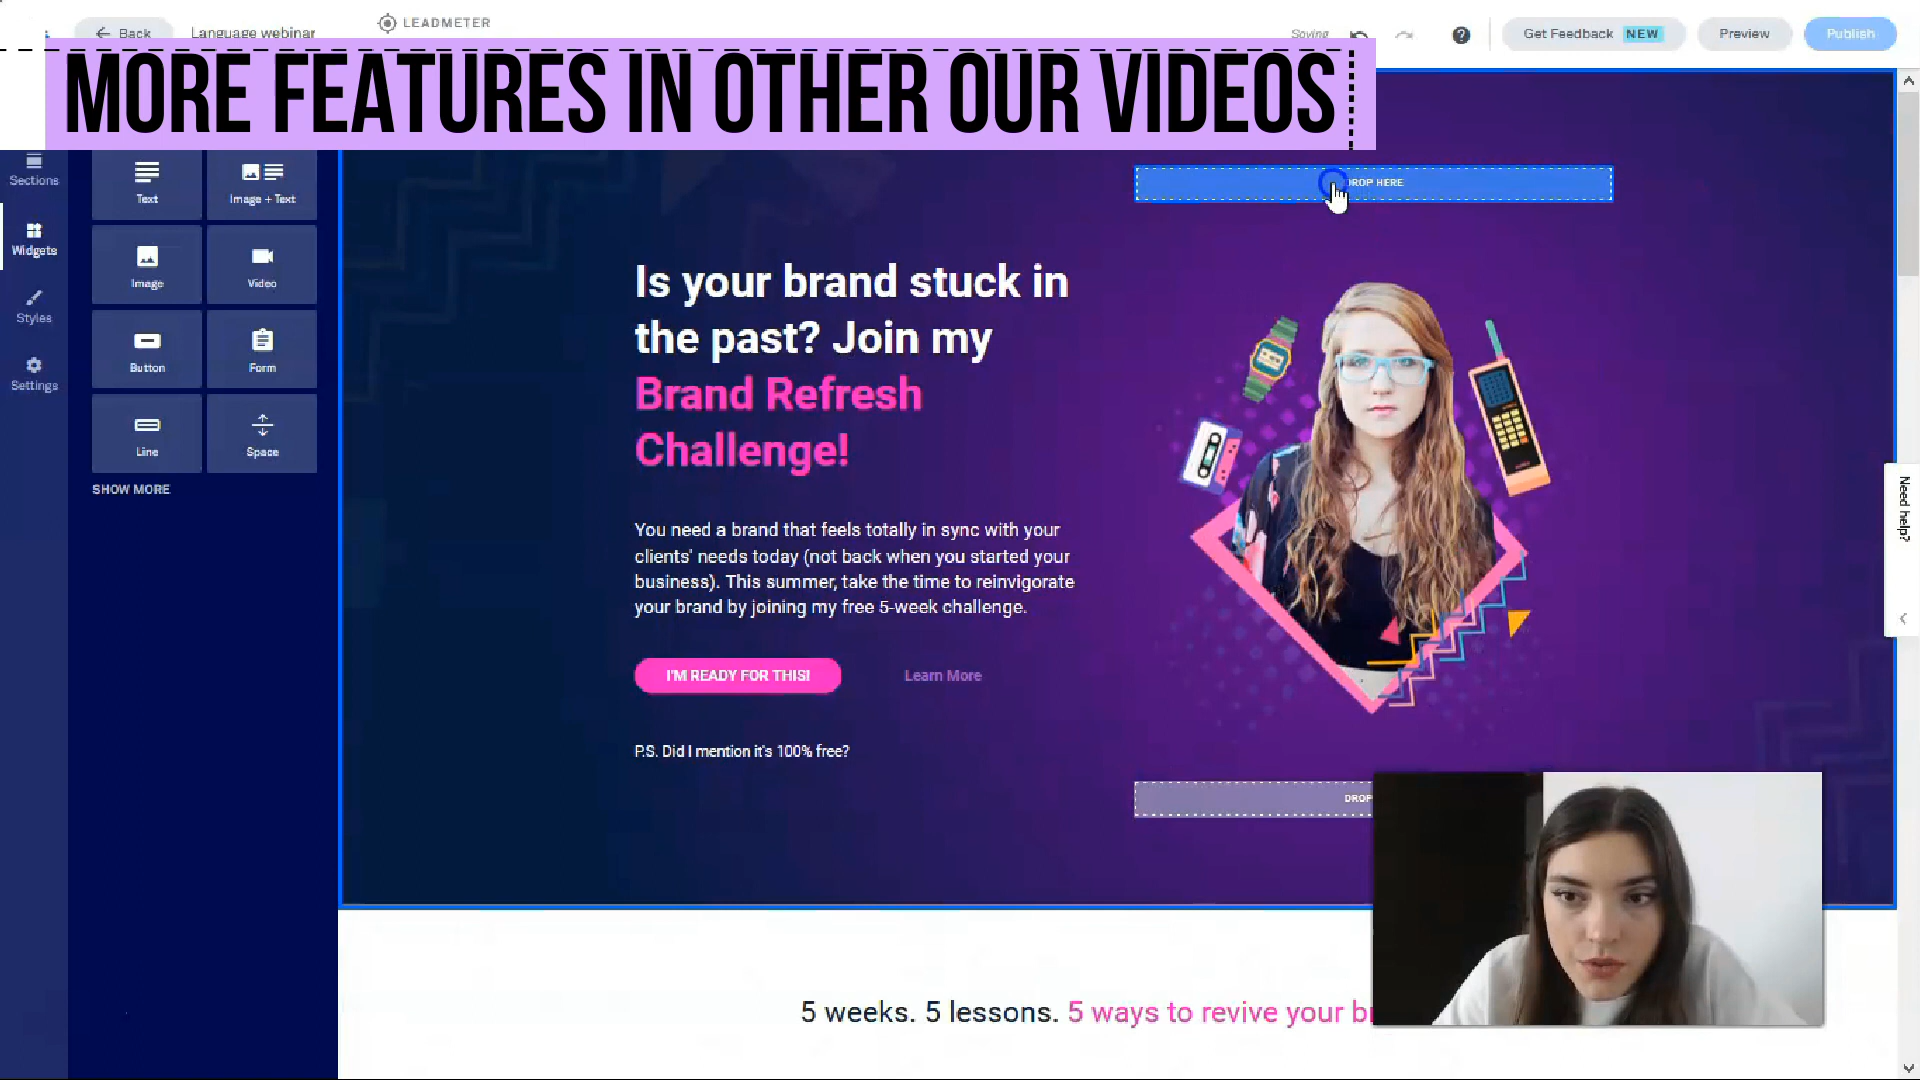 Back
Language webinar
LEADMETER
Saving
Get Feedback NEW
Preview
Publish
MORE FEATURES IN OTHER OUR VIDEOS
Sections
Widgets
Styles
Settings
Text
Image + Text
Image
Video
Button
Form
Line
Space
SHOW MORE
DROP HERE
Is your brand stuck in
the past? Join my
Brand Refresh
Challenge!
You need a brand that feels totally in sync with your
clients' needs today (not back when you started your
business). This summer, take the time to reinvigorate
your brand by joining my free 5-week challenge.
I'M READY FOR THIS!
Learn More
P.S. Did I mention it's 100% free?
DROP
Need help?
5 weeks. 5 lessons. 5 ways to revive your b